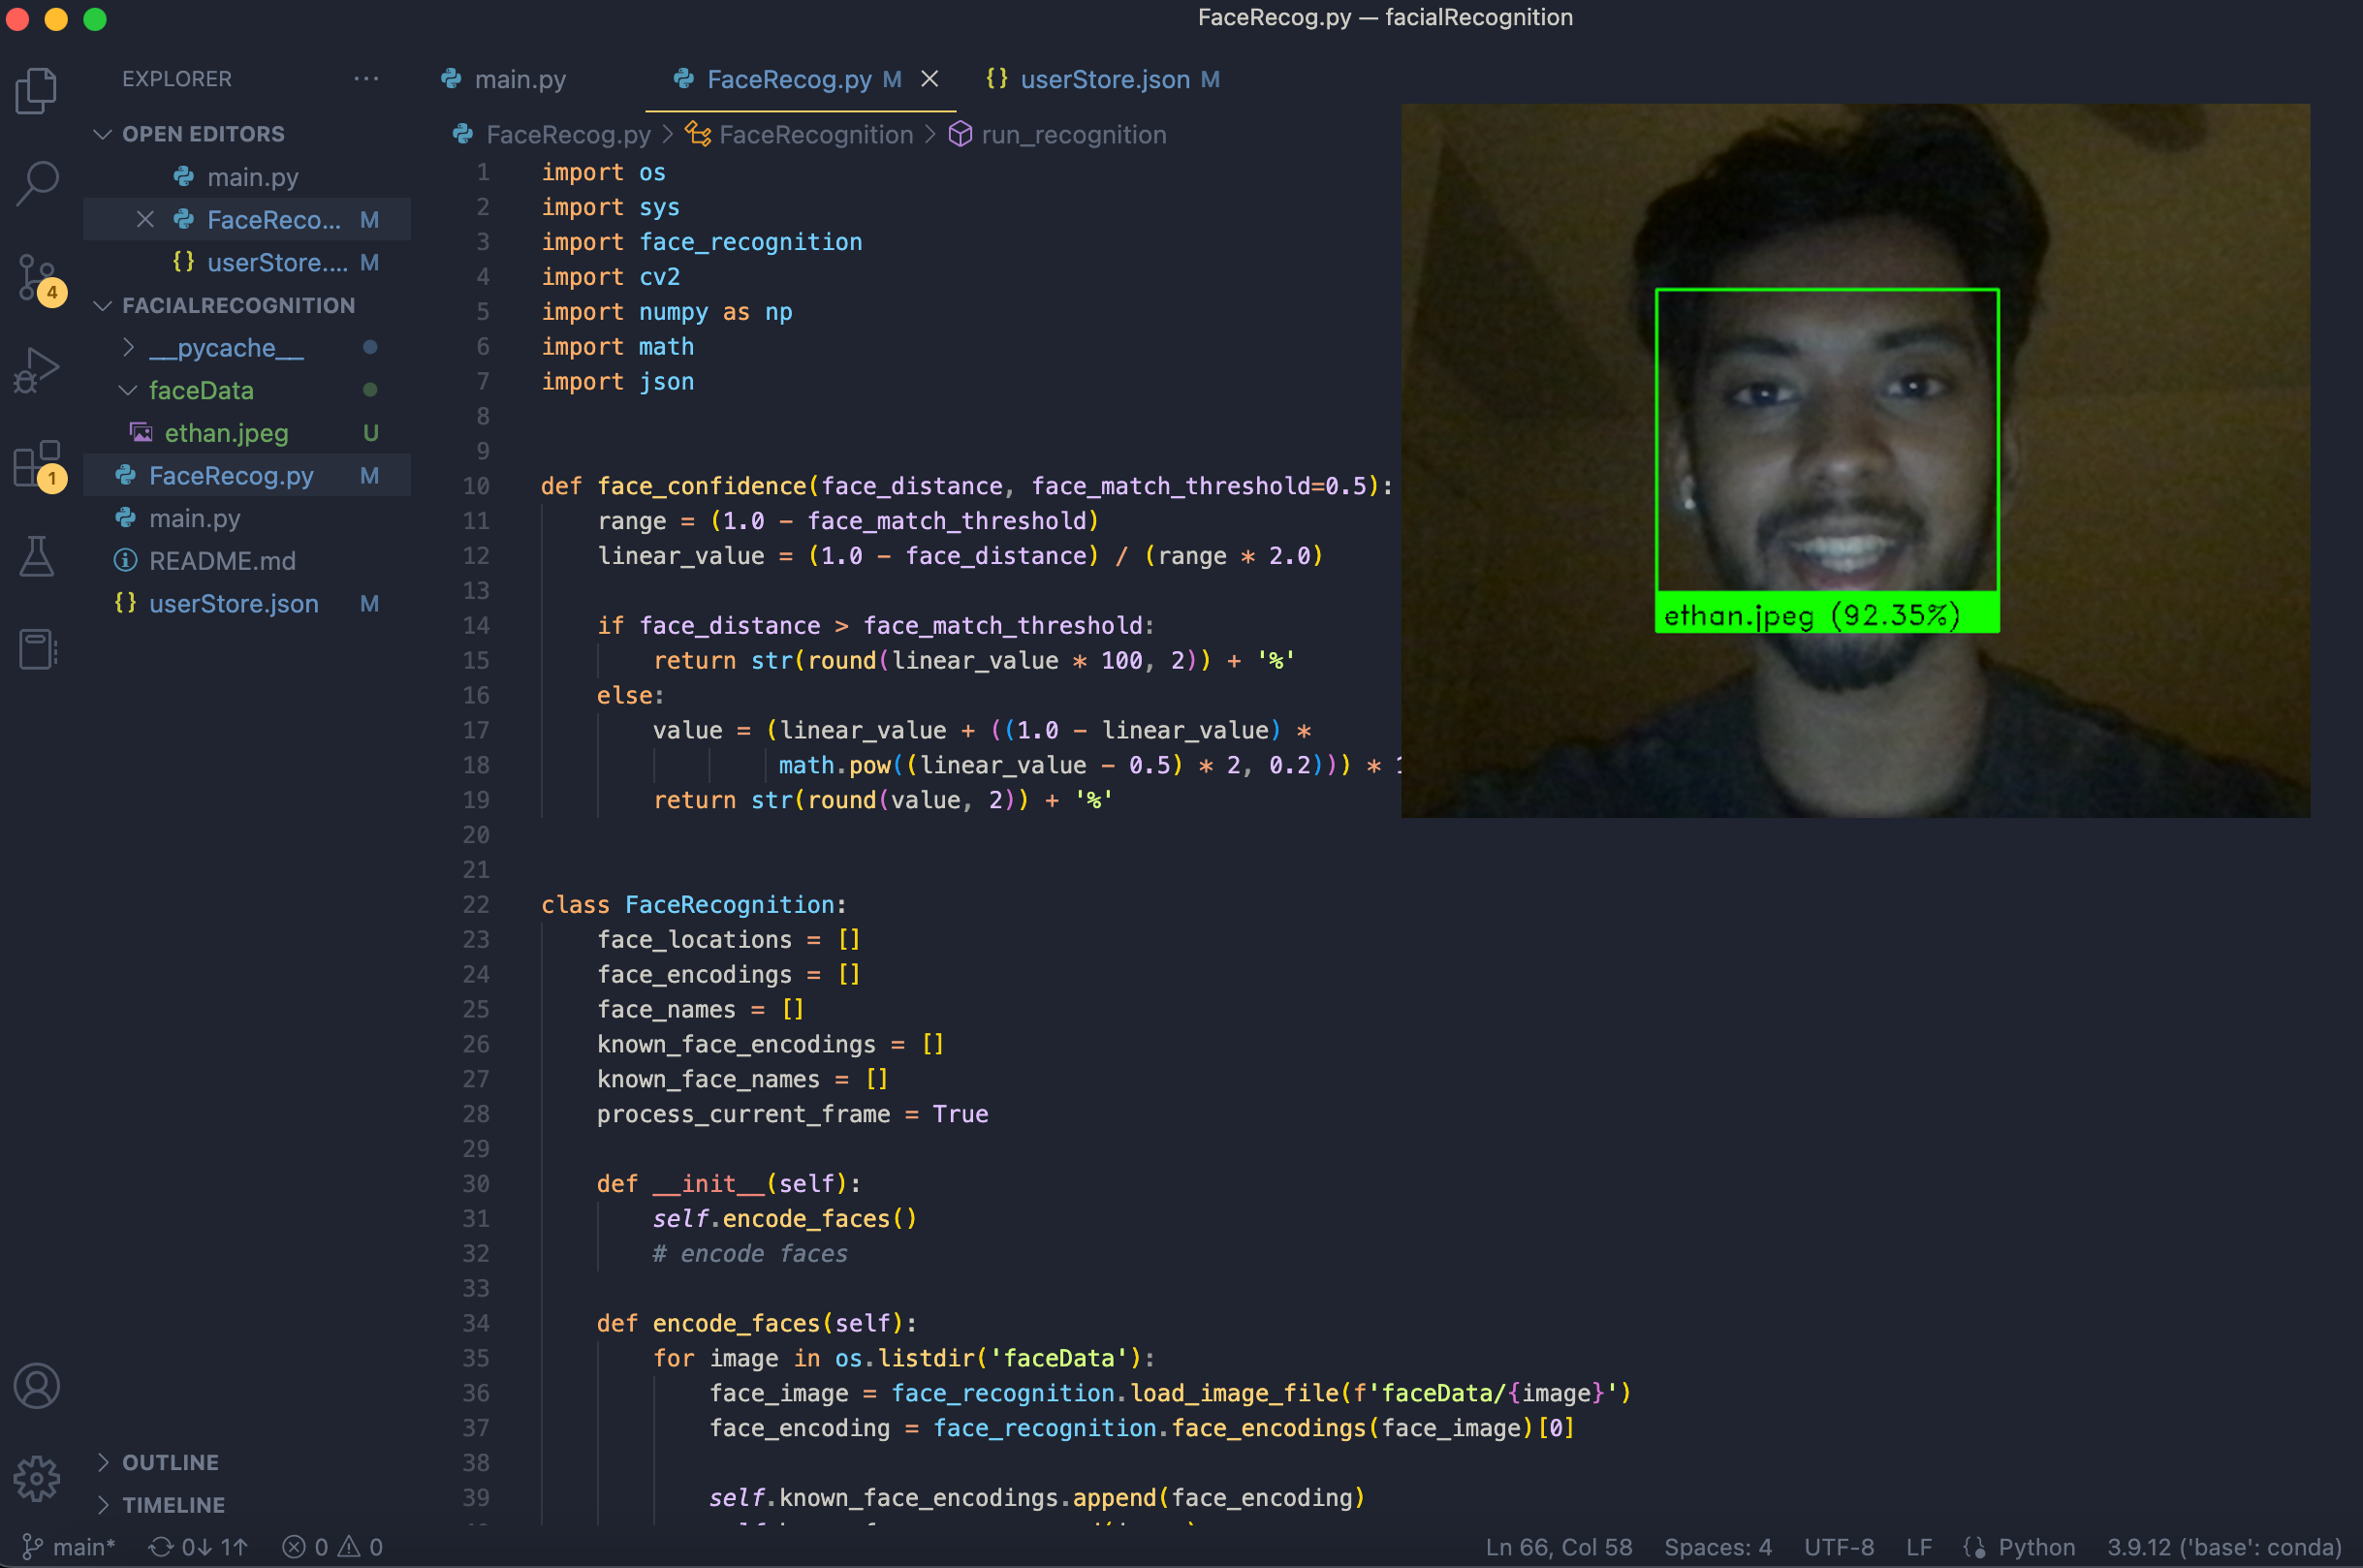 FaceRecog.py — facialRecognition
EXPLORER
main.py
FaceRecog.py M
userStore.json M
OPEN EDITORS
main.py
FaceReco... M
userStore.... M
FACIALRECOGNITION
__pycache__
faceData
ethan.jpeg U
FaceRecog.py M
main.py
README.md
userStore.json M
4
1
OUTLINE
TIMELINE
FaceRecog.py > FaceRecognition > run_recognition
1 import os
2 import sys
3 import face_recognition
4 import cv2
5 import numpy as np
6 import math
7 import json
8
9
10 def face_confidence(face_distance, face_match_threshold=0.5):
11 range = (1.0 - face_match_threshold)
12 linear_value = (1.0 - face_distance) / (range * 2.0)
13
14 if face_distance > face_match_threshold:
15 return str(round(linear_value * 100, 2)) + '%'
16 else:
17 value = (linear_value + ((1.0 - linear_value) *
18 math.pow((linear_value - 0.5) * 2, 0.2))) *
19 return str(round(value, 2)) + '%'
20
21
22 class FaceRecognition:
23 face_locations = []
24 face_encodings = []
25 face_names = []
26 known_face_encodings = []
27 known_face_names = []
28 process_current_frame = True
29
30 def __init__(self):
31 self.encode_faces()
32 # encode faces
33
34 def encode_faces(self):
35 for image in os.listdir('faceData'):
36 face_image = face_recognition.load_image_file(f'faceData/{image}')
37 face_encoding = face_recognition.face_encodings(face_image)[0]
38
39 self.known_face_encodings.append(face_encoding)
ethan.jpeg (92.35%)
main* 0↓ 1↑ 0 0 Ln 66, Col 58 Spaces: 4 UTF-8 LF Python 3.9.12 ('base': conda)